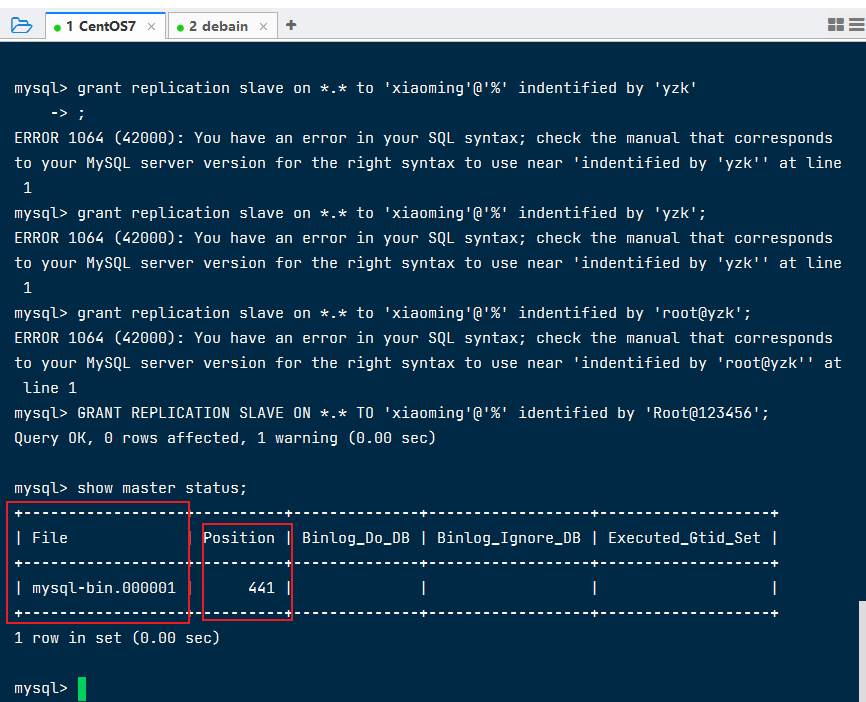 1 CentOS7 × 2 debain × +
mysql> grant replication slave on *.* to 'xiaoming'@'%' indentified by 'yzk'
    -> ;
ERROR 1064 (42000): You have an error in your SQL syntax; check the manual that corresponds
to your MySQL server version for the right syntax to use near 'indentified by 'yzk'' at line
 1
mysql> grant replication slave on *.* to 'xiaoming'@'%' indentified by 'yzk';
ERROR 1064 (42000): You have an error in your SQL syntax; check the manual that corresponds
to your MySQL server version for the right syntax to use near 'indentified by 'yzk'' at line
 1
mysql> grant replication slave on *.* to 'xiaoming'@'%' indentified by 'root@yzk';
ERROR 1064 (42000): You have an error in your SQL syntax; check the manual that corresponds
to your MySQL server version for the right syntax to use near 'indentified by 'root@yzk'' at
 line 1
mysql> GRANT REPLICATION SLAVE ON *.* TO 'xiaoming'@'%' identified by 'Root@123456';
Query OK, 0 rows affected, 1 warning (0.00 sec)
mysql> show master status;
+------------------+----------+--------------+------------------+-------------------+
| File             | Position | Binlog_Do_DB | Binlog_Ignore_DB | Executed_Gtid_Set |
+------------------+----------+--------------+------------------+-------------------+
| mysql-bin.000001 |      441 |              |                  |                   |
+------------------+----------+--------------+------------------+-------------------+
1 row in set (0.00 sec)
mysql>